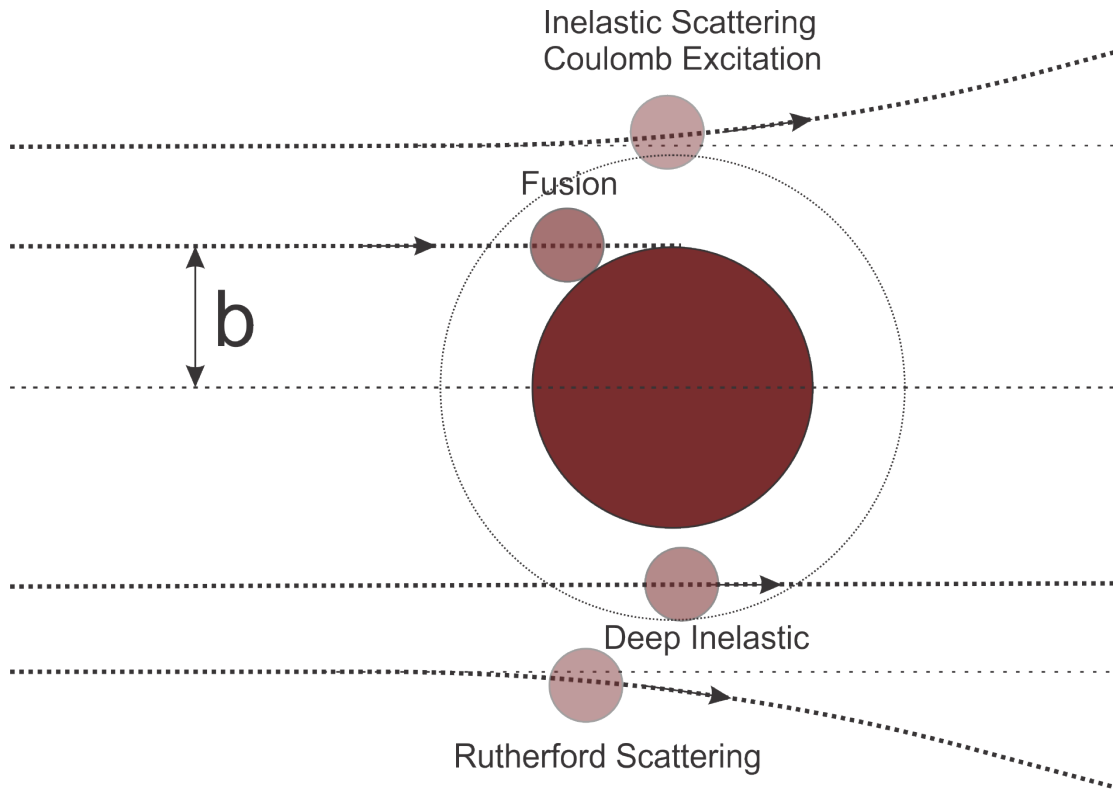 Inelastic Scattering
Coulomb Excitation
Fusion
b
Deep Inelastic
Rutherford Scattering